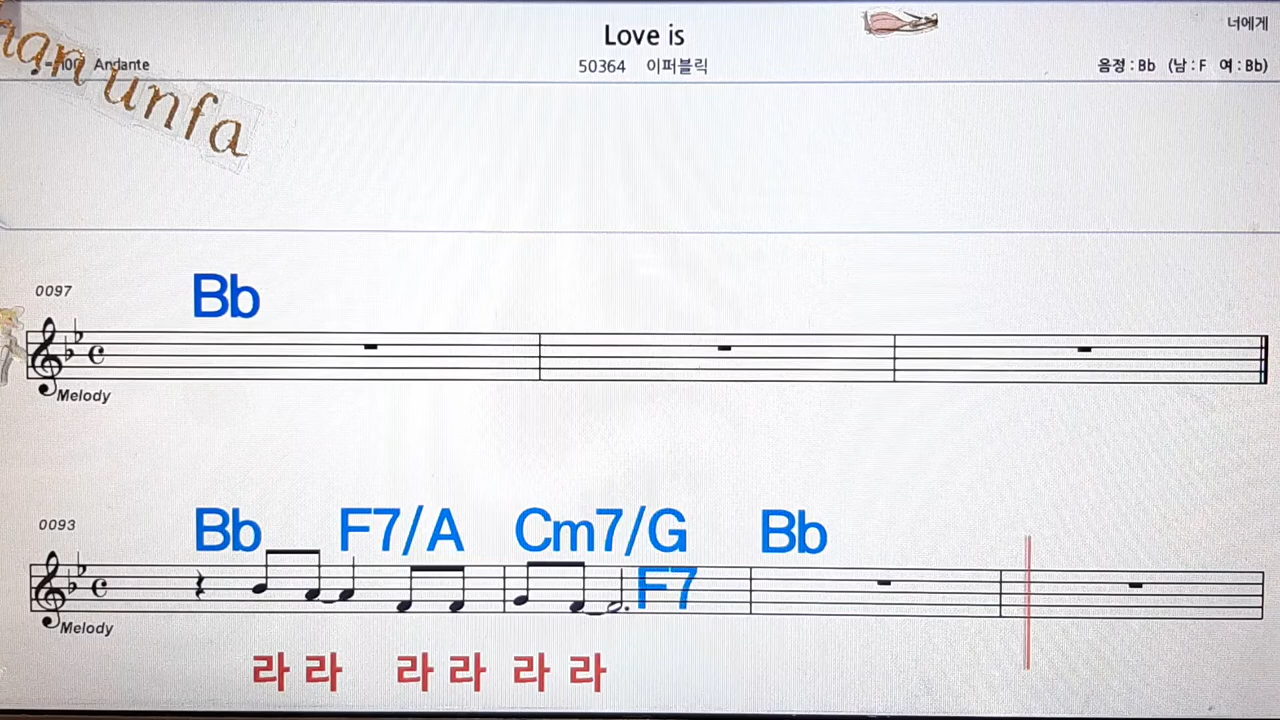 Love is
너에게
Andante
50364 이퍼블릭
음정 : Bb (남 : F 여 : Bb)
unfa
0097
Bb
Melody
0093
Bb F7/A Cm7/G Bb
F7
Melody
라 라 라 라 라 라